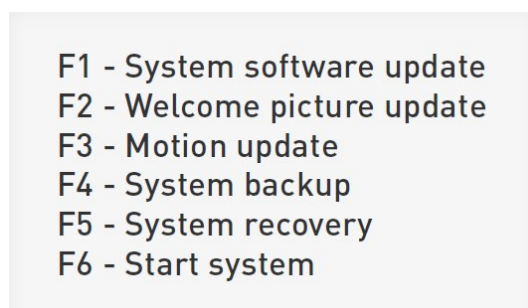 F1 - System software update
F2 - Welcome picture update
F3 - Motion update
F4 - System backup
F5 - System recovery
F6 - Start system